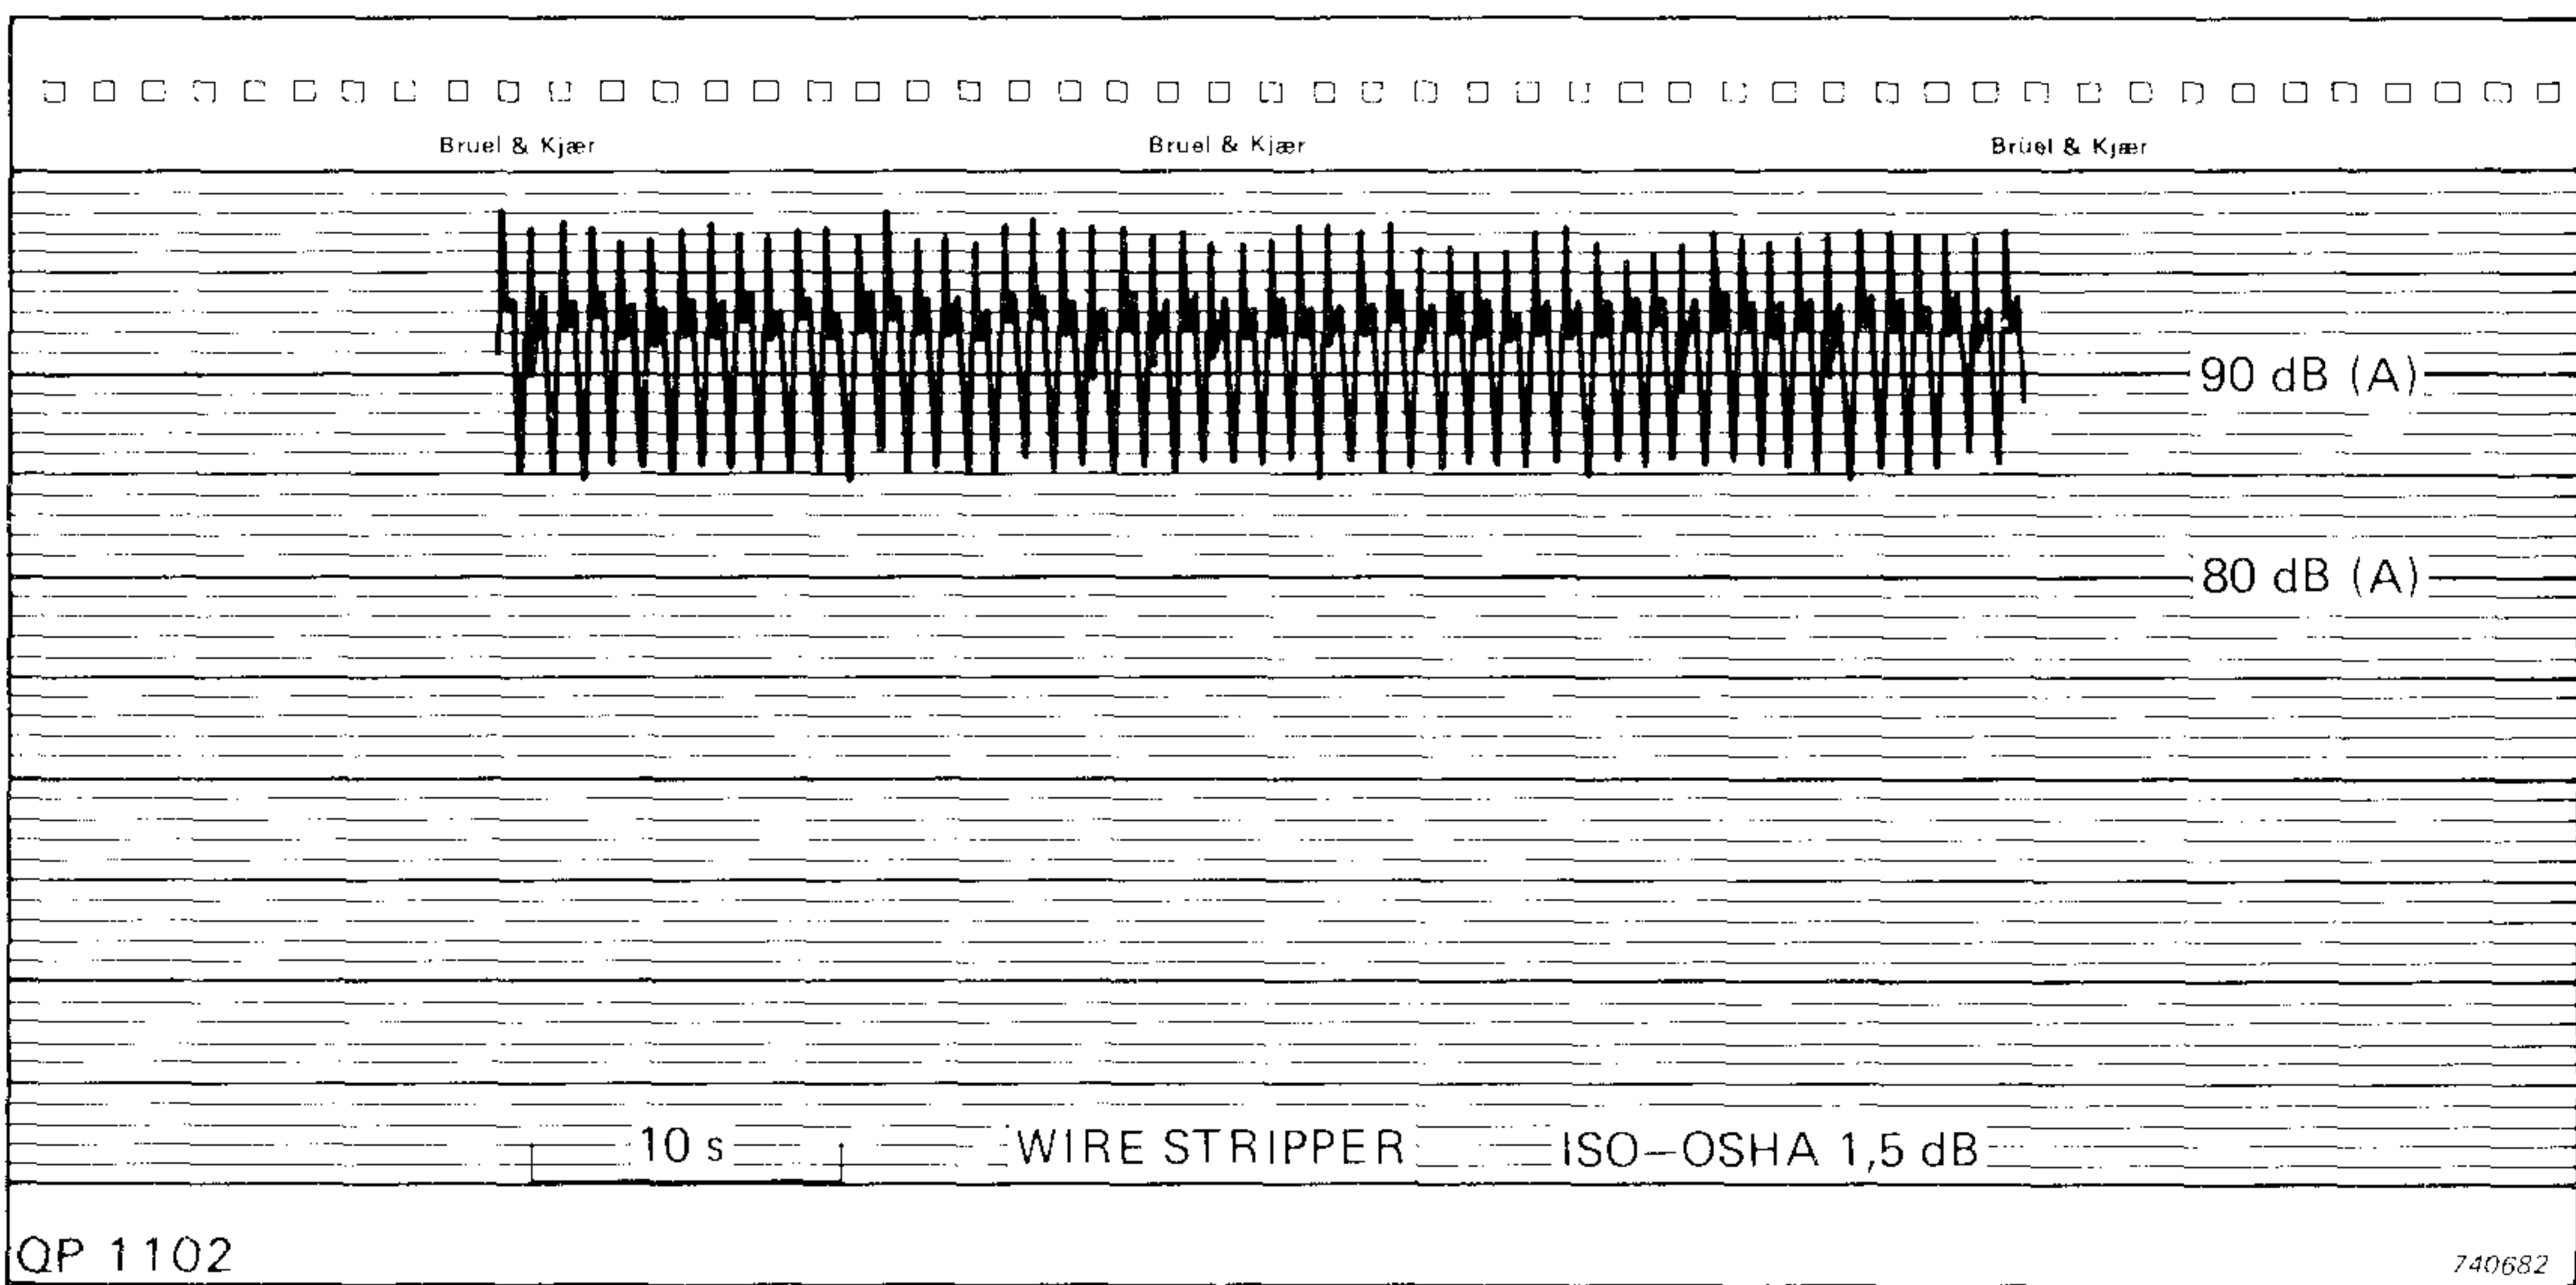 Bruel & Kjær Bruel & Kjær Brüel & Kjær
90 dB (A)
80 dB (A)
10 s WIRE STRIPPER ISO–OSHA 1,5 dB
QP 1102
740682